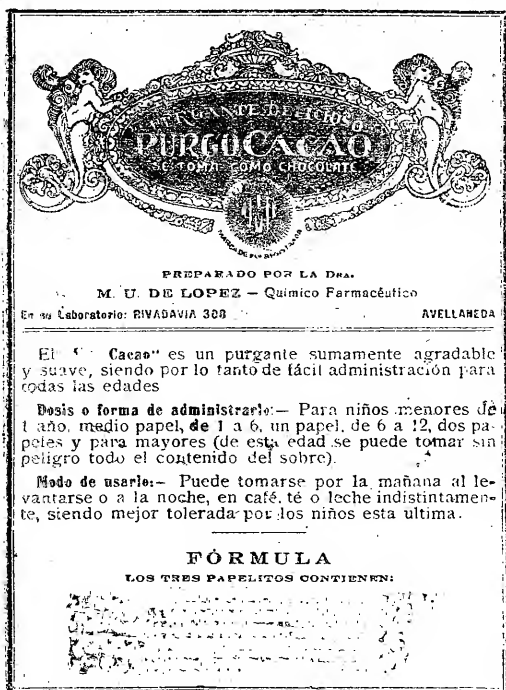 PURGANTE DELICIOSO
PURGOCACAO
SE TOMA COMO CHOCOLATE
PREPARADO POR LA DRA.
M. U. DE LOPEZ – Quimico Farmacéutico
En su Laboratorio: RIVADAVIA 308 AVELLANEDA
El " Cacao" es un purgante sumamente agradable
y suave, siendo por lo tanto de fácil administración para
todas las edades
Dosis o forma de administrarlo:— Para niños menores de
1 año, medio papel, de 1 a 6, un papel, de 6 a 12, dos pa-
peles y para mayores (de esta edad se puede tomar sin
peligro todo el contenido del sobre).
Modo de usarlo:– Puede tomarse por la mañana al le-
vantarse o a la noche, en café, té o leche indistintamen-
te, siendo mejor tolerada por los niños esta ultima.
FÓRMULA
LOS TRES PAPELITOS CONTIENEN: